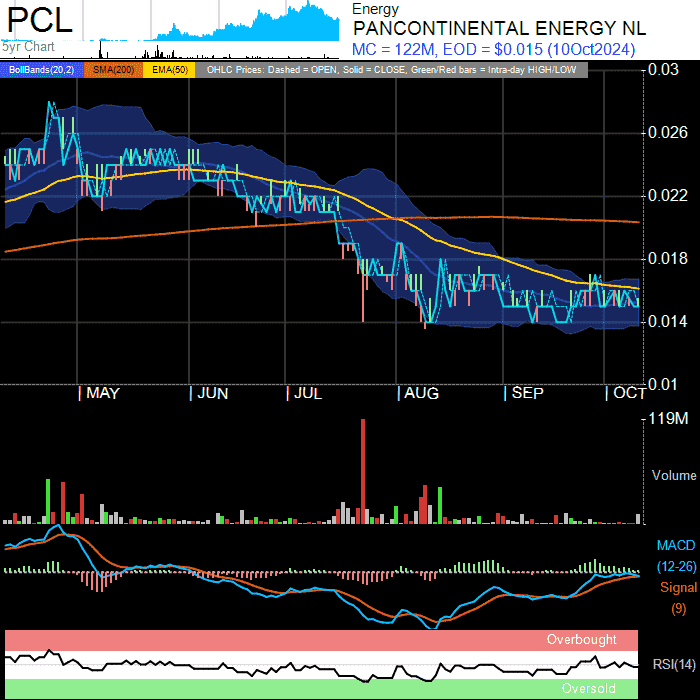 PCL
5yr Chart
Energy
PANCONTINENTAL ENERGY NL
MC = 122M, EOD = $0.015 (10Oct2024)
BollBands(20,2) SMA(200) EMA(50) OHLC Prices: Dashed = OPEN, Solid = CLOSE, Green/Red bars = Intra-day HIGH/LOW
0.03
0.026
0.022
0.018
0.014
0.01
MAY JUN JUL AUG SEP OCT
119M
Volume
MACD
(12-26)
Signal
(9)
Overbought
RSI(14)
Oversold